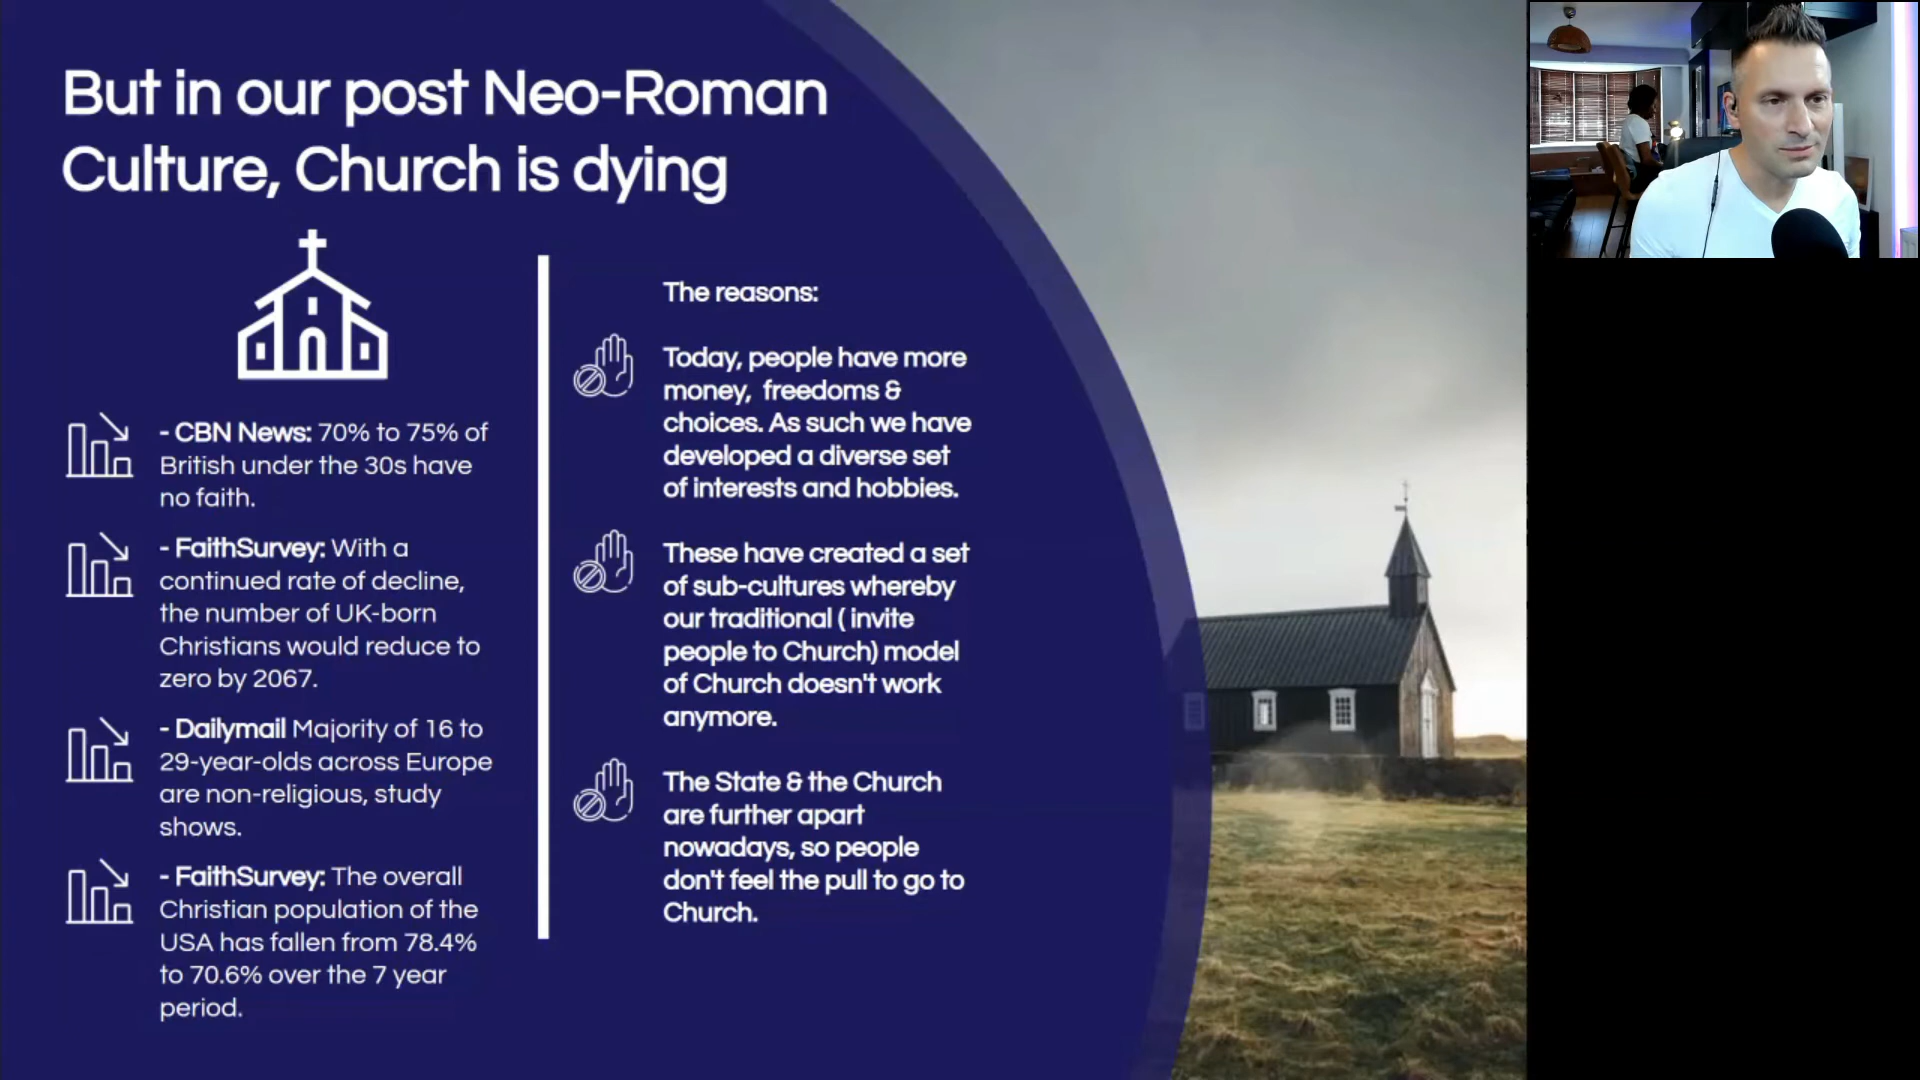 But in our post Neo-Roman
Culture, Church is dying
- CBN News: 70% to 75% of
British under the 30s have
no faith.
- FaithSurvey: With a
continued rate of decline,
the number of UK-born
Christians would reduce to
zero by 2067.
- Dailymail Majority of 16 to
29-year-olds across Europe
are non-religious, study
shows.
- FaithSurvey: The overall
Christian population of the
USA has fallen from 78.4%
to 70.6% over the 7 year
period.
The reasons:
Today, people have more
money,  freedoms &
choices. As such we have
developed a diverse set
of interests and hobbies.
These have created a set
of sub-cultures whereby
our traditional ( invite
people to Church) model
of Church doesn't work
anymore.
The State & the Church
are further apart
nowadays, so people
don't feel the pull to go to
Church.